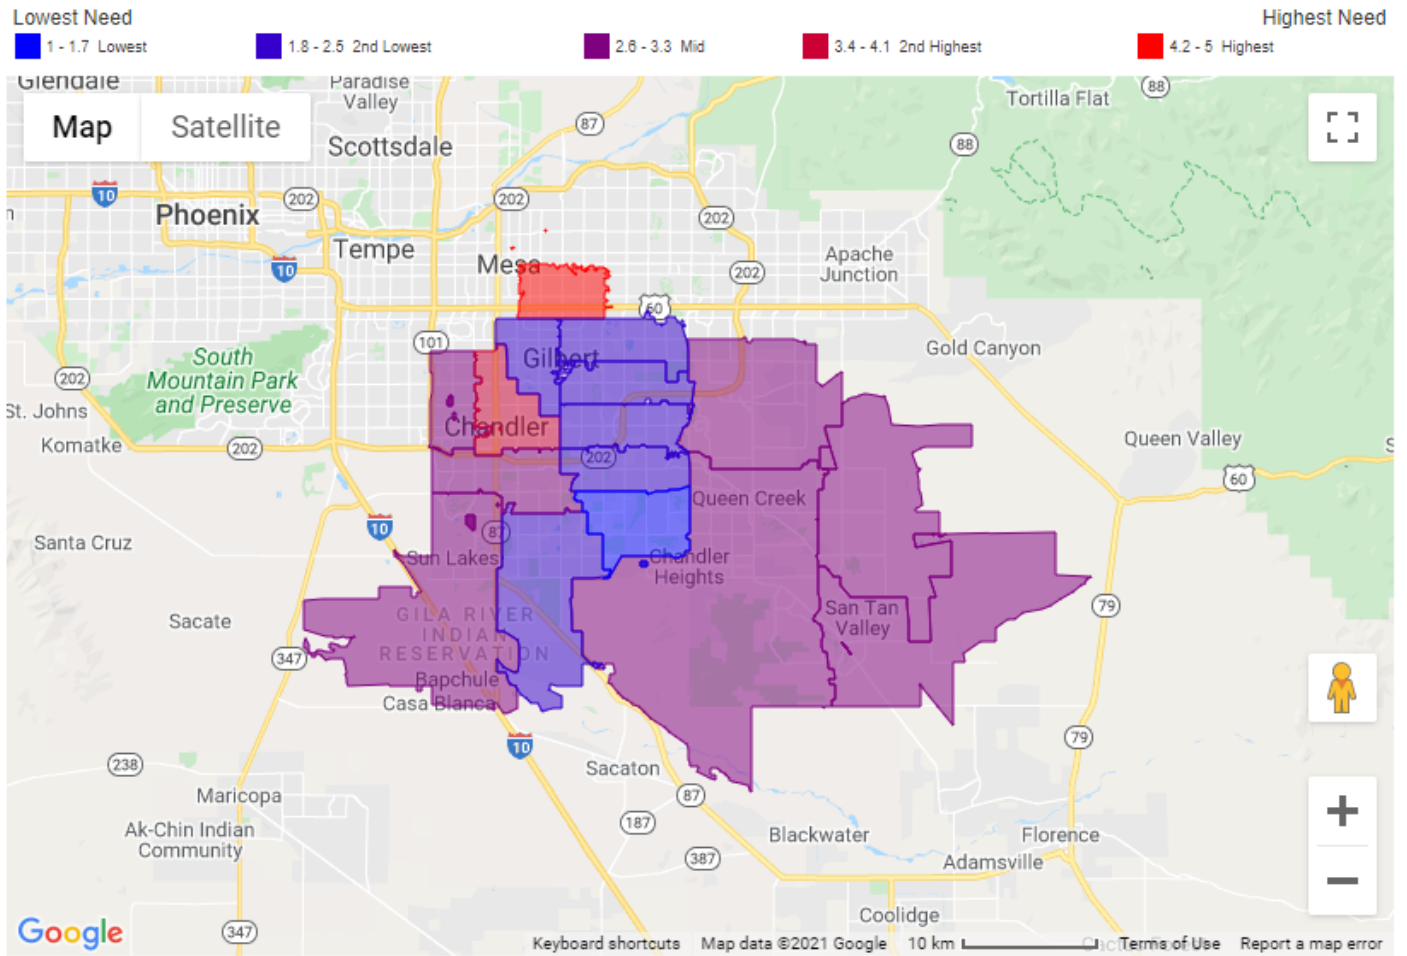 Lowest Need
Highest Need
1 - 1.7 Lowest
1.8 - 2.5 2nd Lowest
2.6 - 3.3 Mid
3.4 - 4.1 2nd Highest
4.2 - 5 Highest
Glendale
Paradise
Valley
88
Tortilla Flat
Map
Satellite
87
Scottsdale
88
10
202
202
Phoenix
202
Tempe
Mesa
Apache
Junction
10
202
60
101
Gilbert
Gold Canyon
South
Mountain Park
and Preserve
202
St. Johns
Chandler
Komatke
202
202
Queen Valley
60
Queen Creek
10
87
Santa Cruz
Sun Lakes
Chandler
Heights
GILA RIVER
INDIAN
RESERVATION
San Tan
Valley
79
Sacate
347
Bapchule
Casa Blanca
10
79
238
Sacaton
Maricopa
87
187
Ak-Chin Indian
Community
Blackwater
Florence
387
Adamsville
Coolidge
Google
347
Keyboard shortcuts
Map data ©2021 Google
10 km
Terms of Use
Report a map error